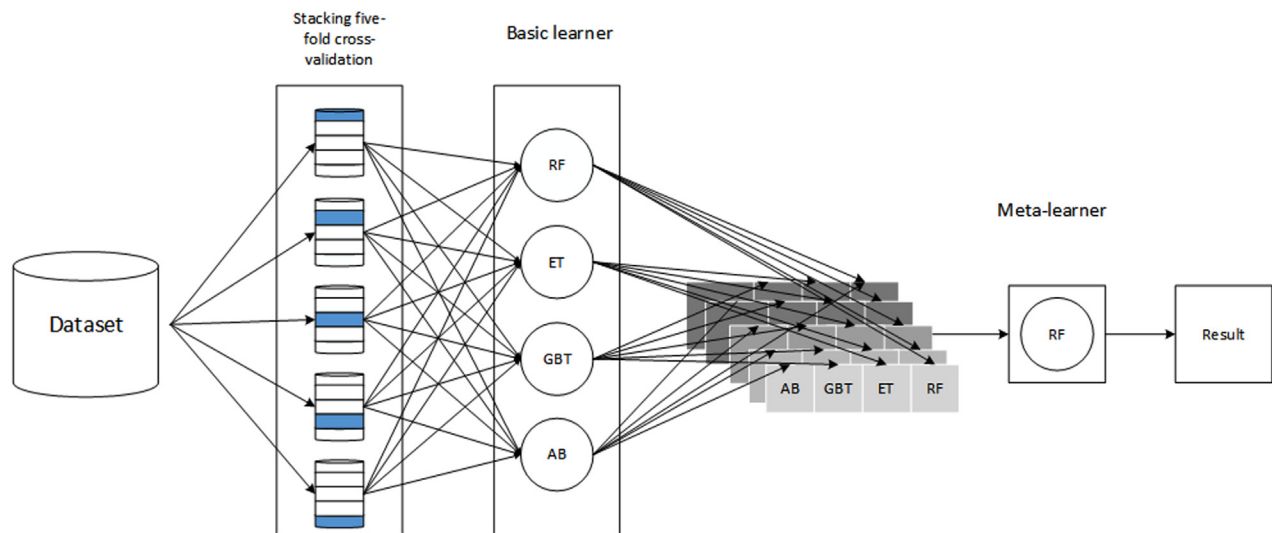 Stacking five-
fold cross-
validation
Basic learner
Meta-learner
Dataset
RF
ET
GBT
AB
AB GBT ET RF
RF
Result